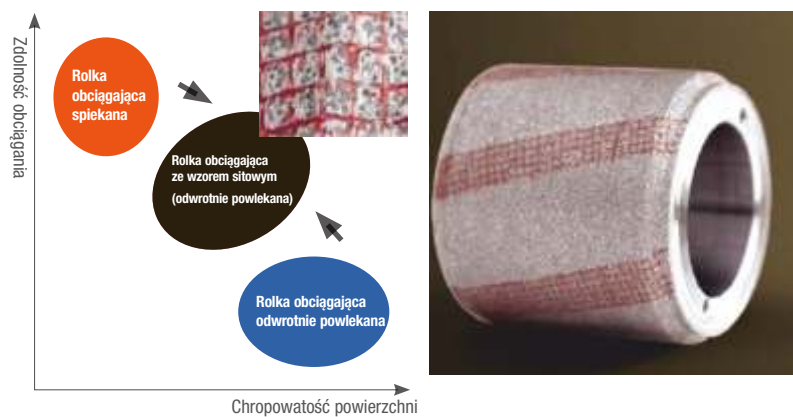 Zdolność obciągania
Rolka
obciągająca
spiekana
Rolka obciągająca
ze wzorem sitowym
(odwrotnie powlekana)
Rolka obciągająca
odwrotnie powlekana
Chropowatość powierzchni